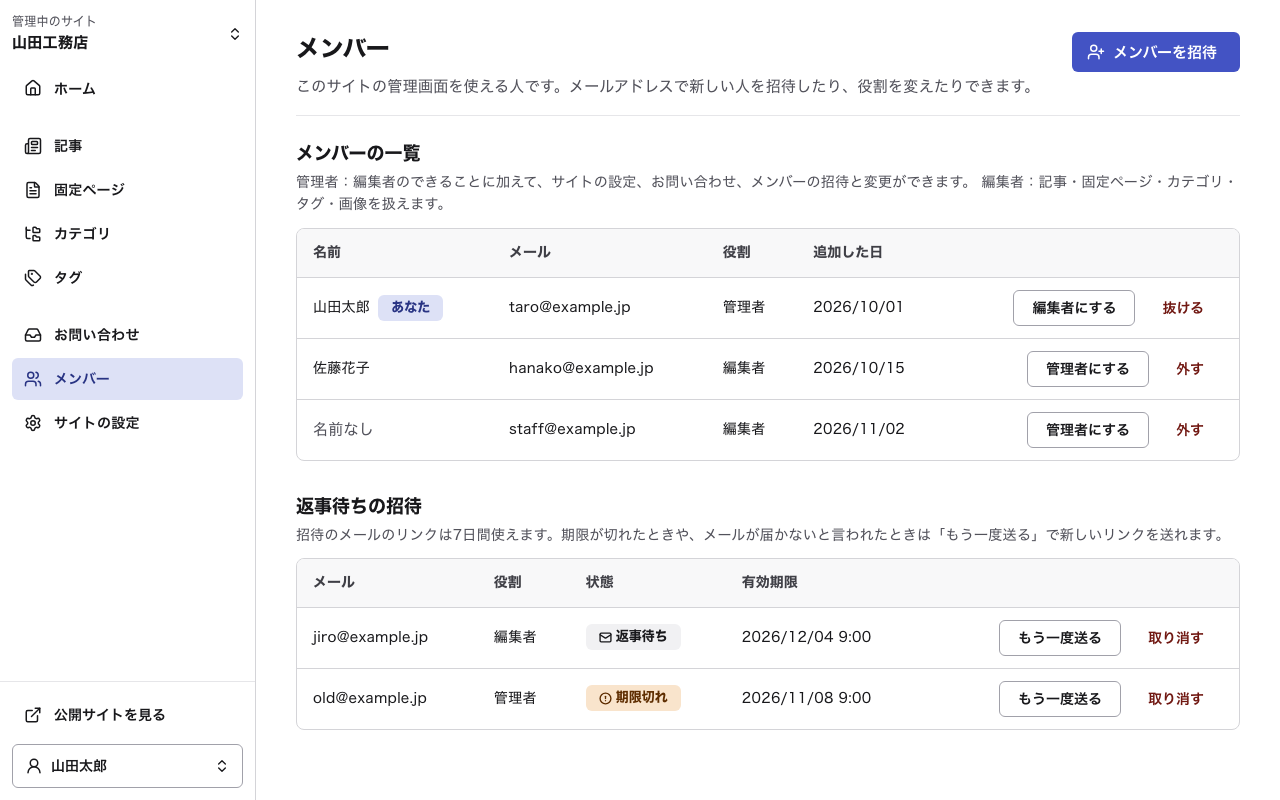 管理中のサイト
山田工務店
ホーム
記事
固定ページ
カテゴリ
タグ
お問い合わせ
メンバー
サイトの設定
公開サイトを見る
山田太郎
メンバー
メンバーを招待
このサイトの管理画面を使える人です。メールアドレスで新しい人を招待したり、役割を変えたりできます。
メンバーの一覧
管理者：編集者のできることに加えて、サイトの設定、お問い合わせ、メンバーの招待と変更ができます。 編集者：記事・固定ページ・カテゴリ・
タグ・画像を扱えます。
名前 メール 役割 追加した日
山田太郎 あなた taro@example.jp 管理者 2026/10/01 編集者にする 抜ける
佐藤花子 hanako@example.jp 編集者 2026/10/15 管理者にする 外す
名前なし staff@example.jp 編集者 2026/11/02 管理者にする 外す
返事待ちの招待
招待のメールのリンクは7日間使えます。期限が切れたときや、メールが届かないと言われたときは「もう一度送る」で新しいリンクを送れます。
メール 役割 状態 有効期限
jiro@example.jp 編集者 返事待ち 2026/12/04 9:00 もう一度送る 取り消す
old@example.jp 管理者 期限切れ 2026/11/08 9:00 もう一度送る 取り消す